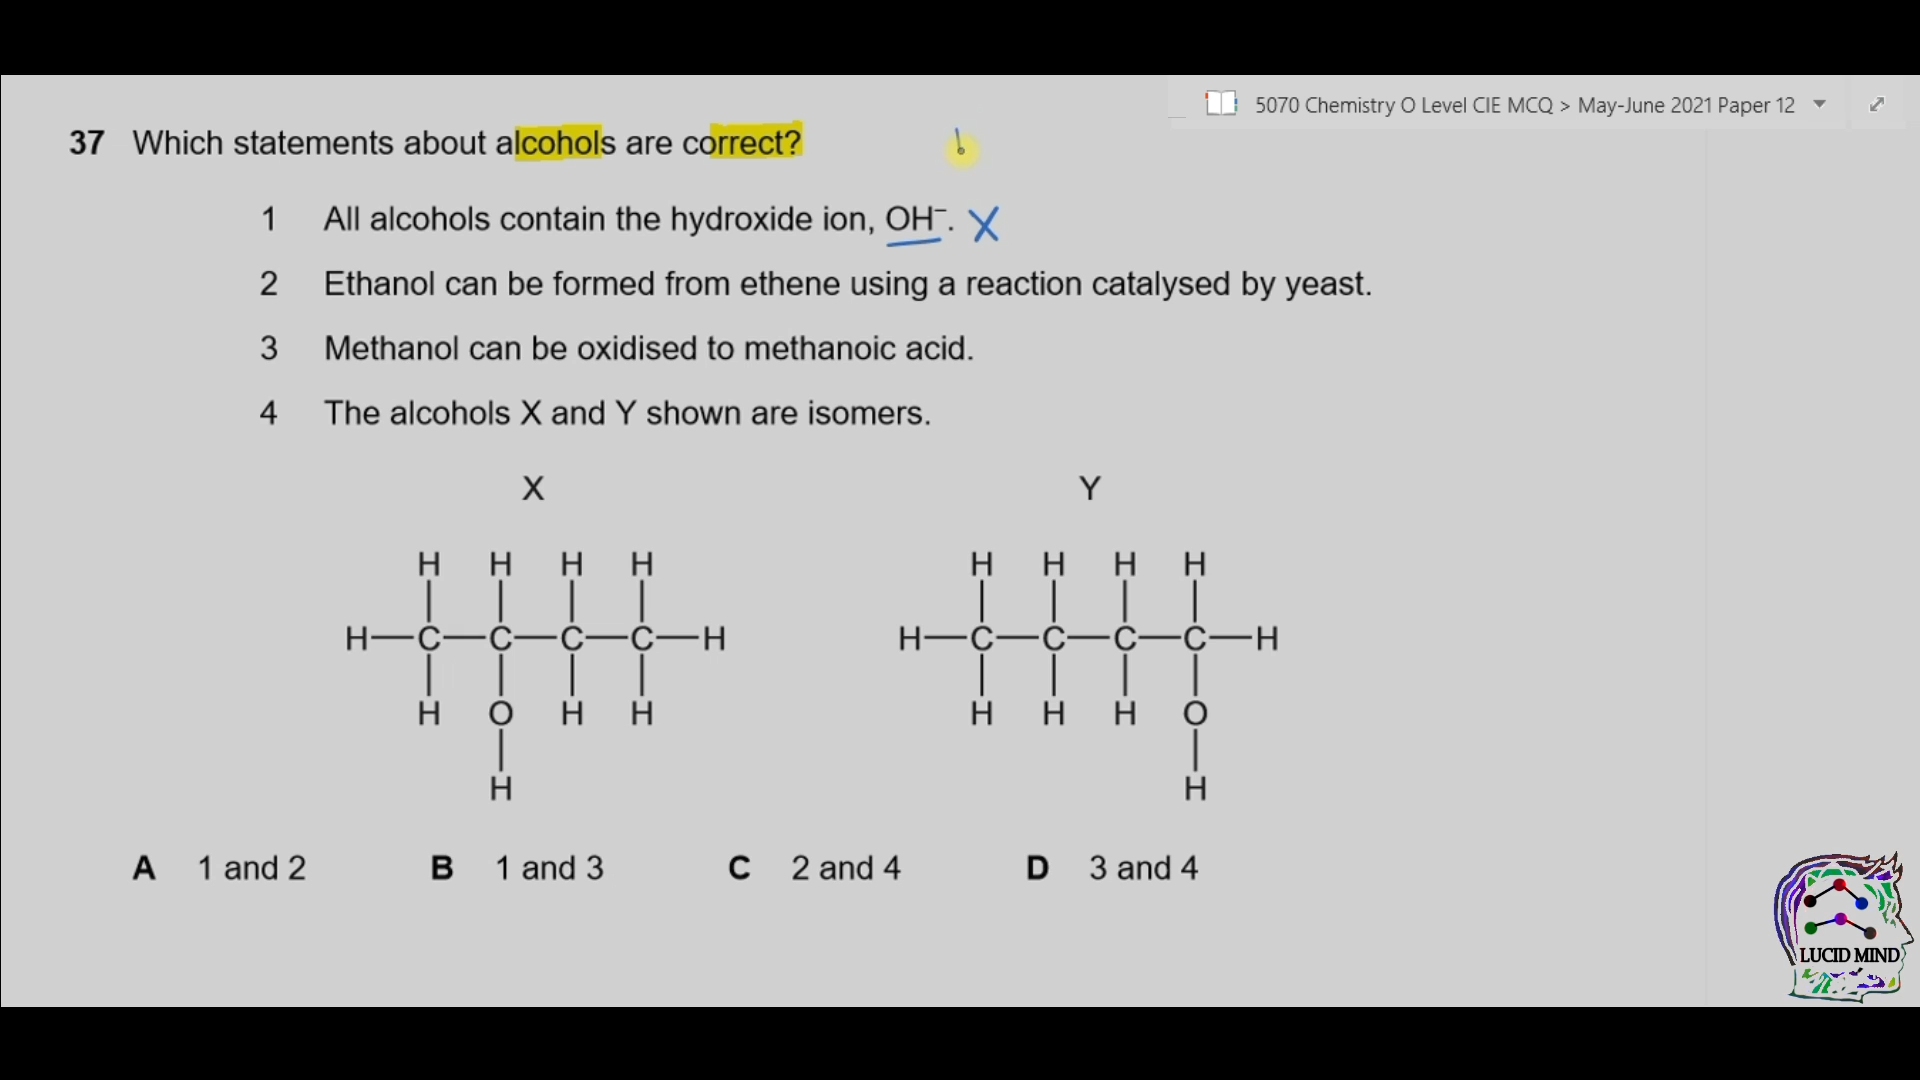 5070 Chemistry O Level CIE MCQ > May-June 2021 Paper 12
37 Which statements about alcohols are correct?
1 All alcohols contain the hydroxide ion, OH⁻. X
2 Ethanol can be formed from ethene using a reaction catalysed by yeast.
3 Methanol can be oxidised to methanoic acid.
4 The alcohols X and Y shown are isomers.
X Y
H H H H H H H H
H—C—C—C—C—H H—C—C—C—C—H
H O H H H H H O
H H
A 1 and 2 B 1 and 3 C 2 and 4 D 3 and 4
LUCID MIND